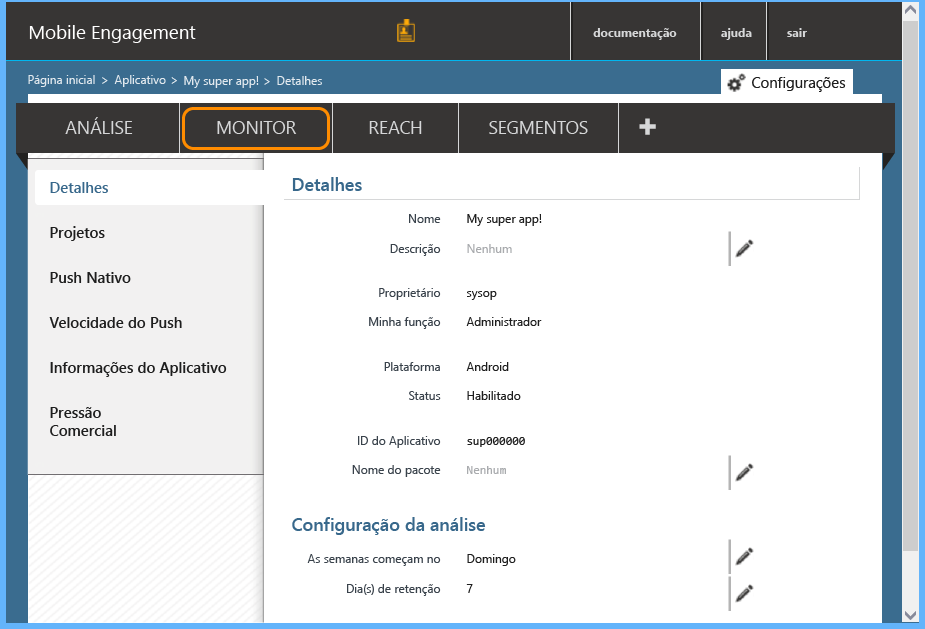 Mobile Engagement
documentação
ajuda
sair
Página inicial > Aplicativo > My super app! > Detalhes
Configurações
ANÁLISE
MONITOR
REACH
SEGMENTOS
Detalhes
Projetos
Push Nativo
Velocidade do Push
Informações do Aplicativo
Pressão
Comercial
Detalhes
Nome My super app!
Descrição Nenhum
Proprietário sysop
Minha função Administrador
Plataforma Android
Status Habilitado
ID do Aplicativo sup000000
Nome do pacote Nenhum
Configuração da análise
As semanas começam no Domingo
Dia(s) de retenção 7